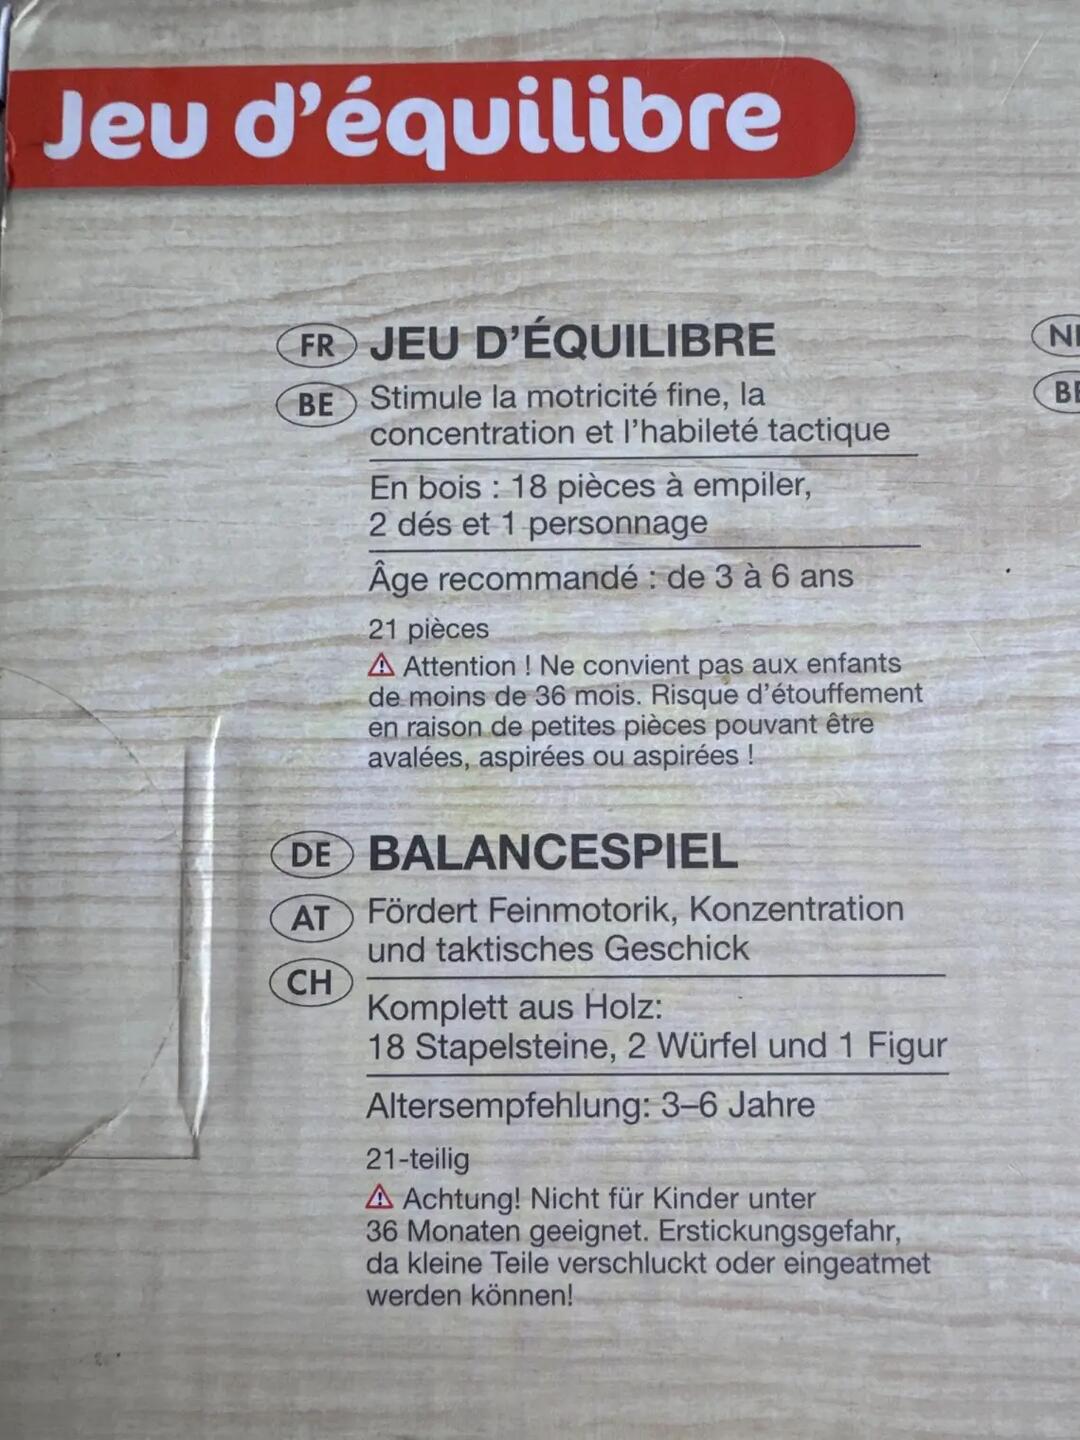 Jeu d'équilibre
FR JEU D'ÉQUILIBRE
BE Stimule la motricité fine, la
concentration et l'habileté tactique
En bois : 18 pièces à empiler,
2 dés et 1 personnage
Âge recommandé : de 3 à 6 ans
21 pièces
⚠ Attention ! Ne convient pas aux enfants
de moins de 36 mois. Risque d'étouffement
en raison de petites pièces pouvant être
avalées, aspirées ou aspirées !
DE BALANCESPIEL
AT Fördert Feinmotorik, Konzentration
und taktisches Geschick
CH
Komplett aus Holz:
18 Stapelsteine, 2 Würfel und 1 Figur
Altersempfehlung: 3–6 Jahre
21-teilig
⚠ Achtung! Nicht für Kinder unter
36 Monaten geeignet. Erstickungsgefahr,
da kleine Teile verschluckt oder eingeatmet
werden können!